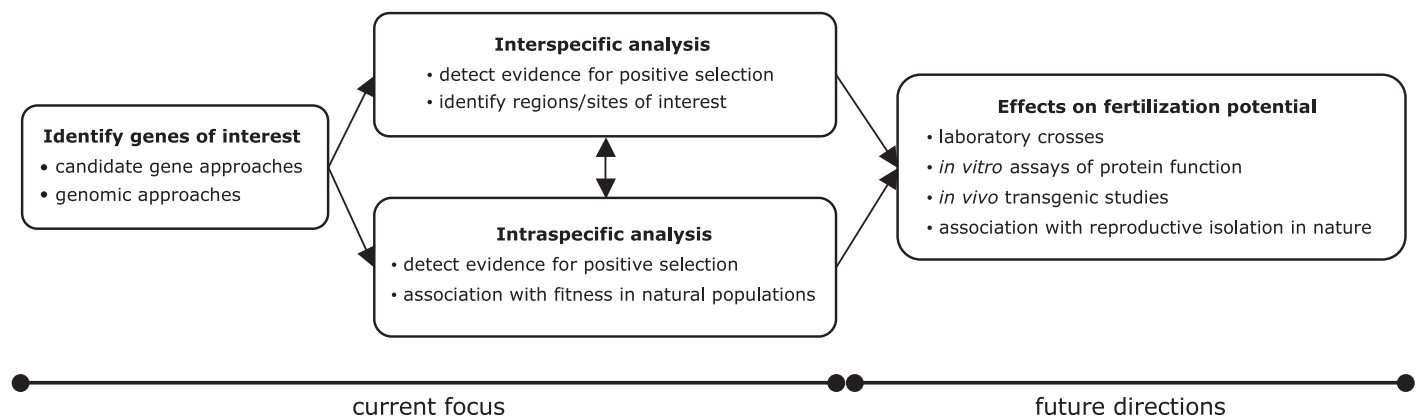 Identify genes of interest
• candidate gene approaches
• genomic approaches
Interspecific analysis
• detect evidence for positive selection
• identify regions/sites of interest
Intraspecific analysis
• detect evidence for positive selection
• association with fitness in natural populations
Effects on fertilization potential
• laboratory crosses
• in vitro assays of protein function
• in vivo transgenic studies
• association with reproductive isolation in nature
current focus
future directions